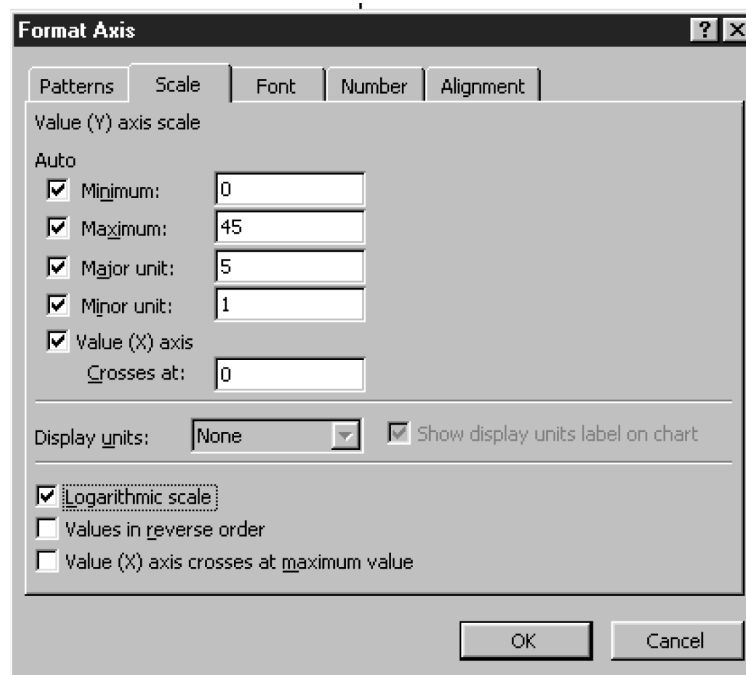 Format Axis
Patterns Scale Font Number Alignment
Value (Y) axis scale
Auto
Minimum: 0
Maximum: 45
Major unit: 5
Minor unit: 1
Value (X) axis
Crosses at: 0
Display units: None Show display units label on chart
Logarithmic scale
Values in reverse order
Value (X) axis crosses at maximum value
OK Cancel